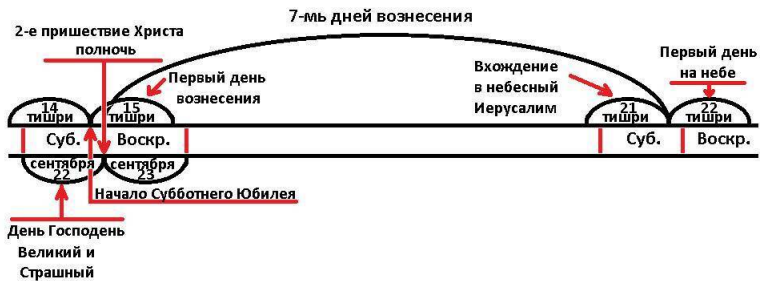 7-мь дней вознесения
2-е пришествие Христа
полночь
Первый день
вознесения
Вхождение
в небесный
Иерусалим
Первый день
на небе
14
тишри
15
тишри
21
тишри
22
тишри
Суб.
Воскр.
Суб.
Воскр.
сентября
22
сентября
23
Начало Субботнего Юбилея
День Господень
Великий и
Страшный